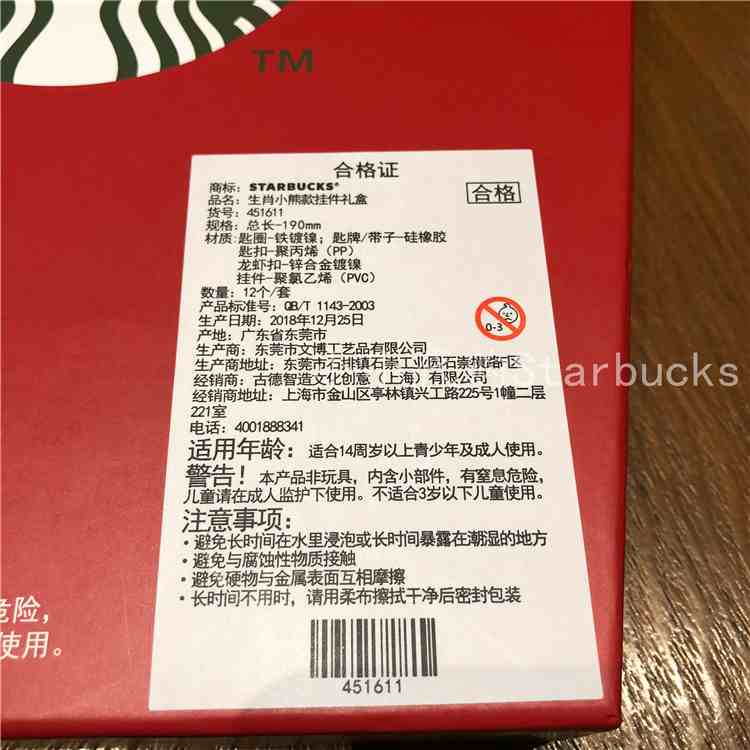 TM
合格证
合格
商标: STARBUCKS®
品名: 生肖小熊款挂件礼盒
货号: 451611
规格: 总长-190mm
材质: 匙圈-铁镀镍; 匙牌/带子-硅橡胶
匙扣-聚丙烯 (PP)
龙虾扣-锌合金镀镍
挂件-聚氯乙烯 (PVC)
数量: 12个/套
产品标准号: QB/T 1143-2003
生产日期: 2018年12月25日
0-3
产地: 广东省东莞市
生产商: 东莞市文博工艺品有限公司
生产商地址: 东莞市石排镇石崇工业园石崇横路厂区
经销商: 古德智造文化创意 (上海) 有限公司
经销商地址: 上海市金山区亭林镇兴工路225号1幢二层
221室
电话: 4001888341
适用年龄: 适合14周岁以上青少年及成人使用。
警告! 本产品非玩具，内含小部件，有窒息危险，
儿童请在成人监护下使用。不适合3岁以下儿童使用。
注意事项:
·避免长时间在水里浸泡或长时间暴露在潮湿的地方
·避免与腐蚀性物质接触
·避免硬物与金属表面互相摩擦
·长时间不用时，请用柔布擦拭干净后密封包装
451611
危险，
使用。
Starbucks